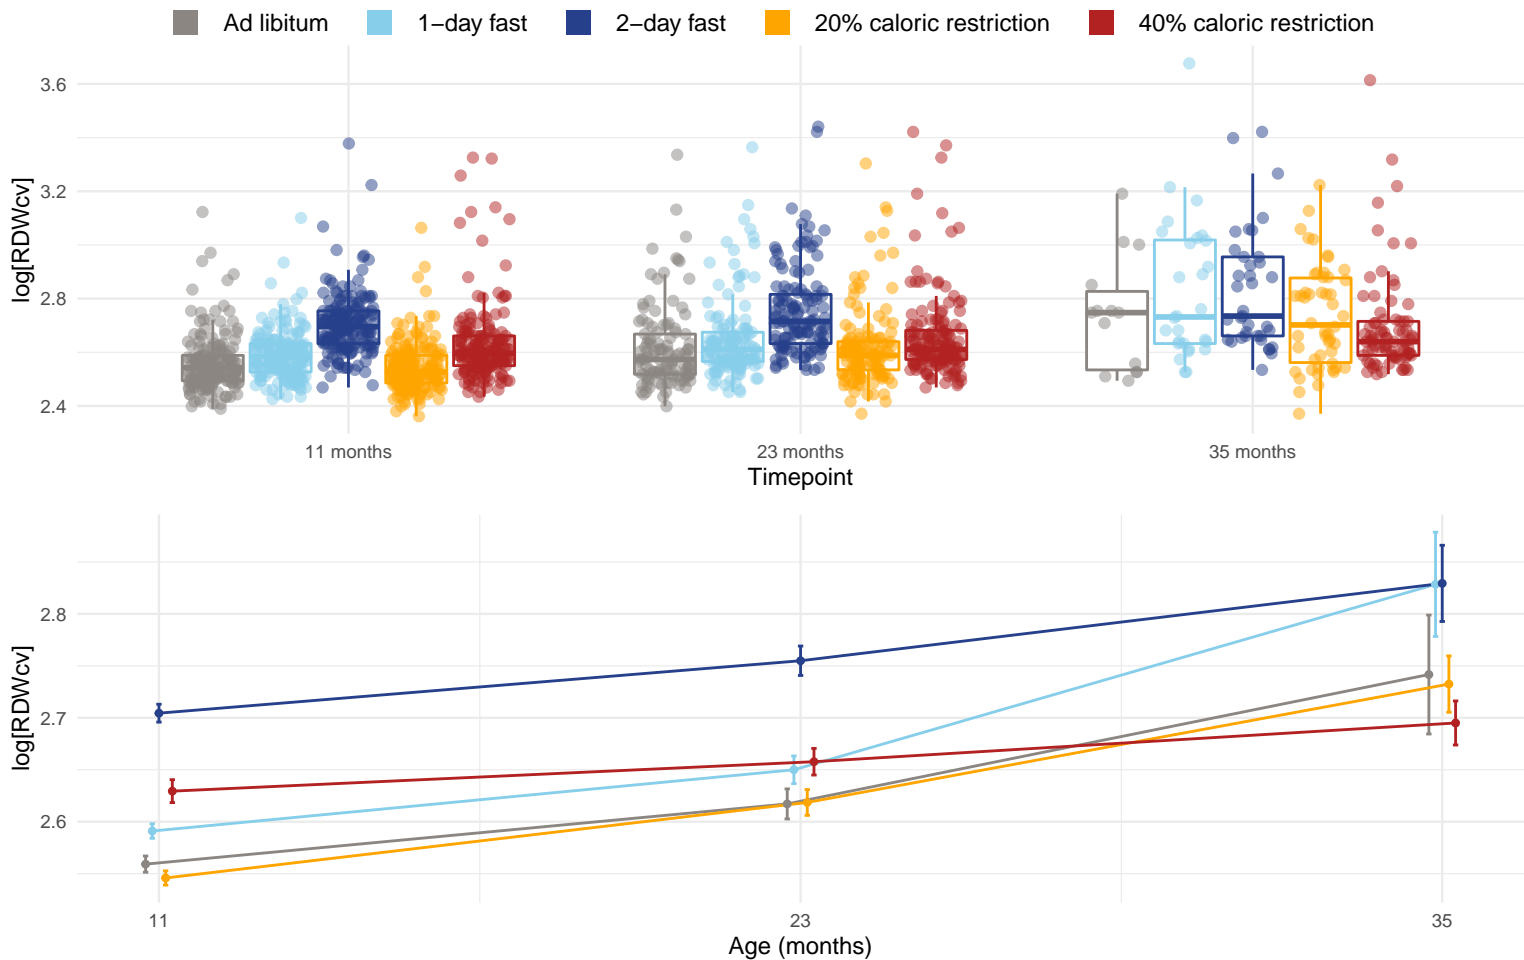 Ad libitum 1−day fast 2−day fast 20% caloric restriction 40% caloric restriction
3.6
3.2
2.8
2.4
log[RDWcv]
11 months 23 months 35 months
Timepoint
2.8
2.7
2.6
log[RDWcv]
11 23 35
Age (months)